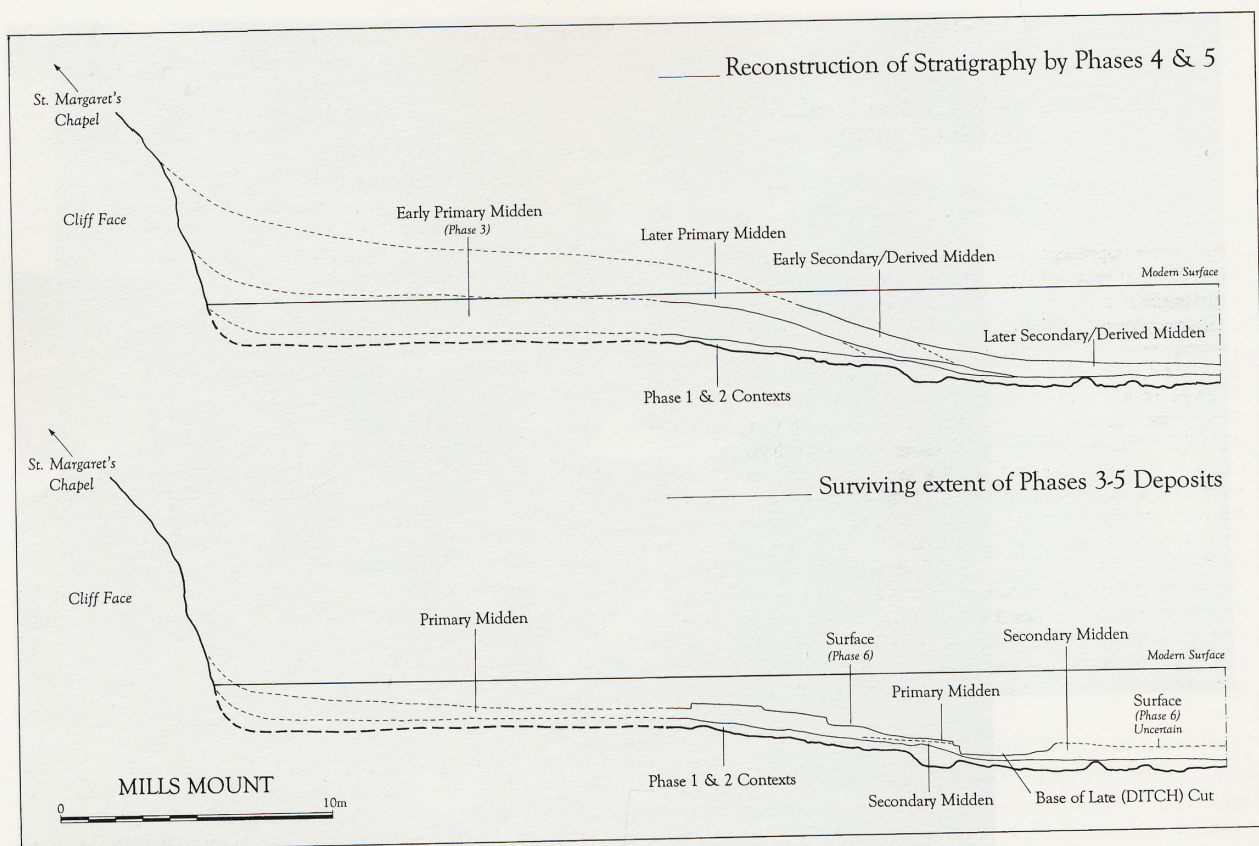 Reconstruction of Stratigraphy by Phases 4 & 5
St. Margaret's
Chapel
Cliff Face
Early Primary Midden
(Phase 3)
Later Primary Midden
Early Secondary/Derived Midden
Modern Surface
Later Secondary/Derived Midden
Phase 1 & 2 Contexts
St. Margaret's
Chapel
Surviving extent of Phases 3-5 Deposits
Cliff Face
Primary Midden
Surface
(Phase 6)
Secondary Midden
Modern Surface
Primary Midden
Surface
(Phase 6)
Uncertain
Phase 1 & 2 Contexts
Secondary Midden
Base of Late (DITCH) Cut
MILLS MOUNT
0
10m